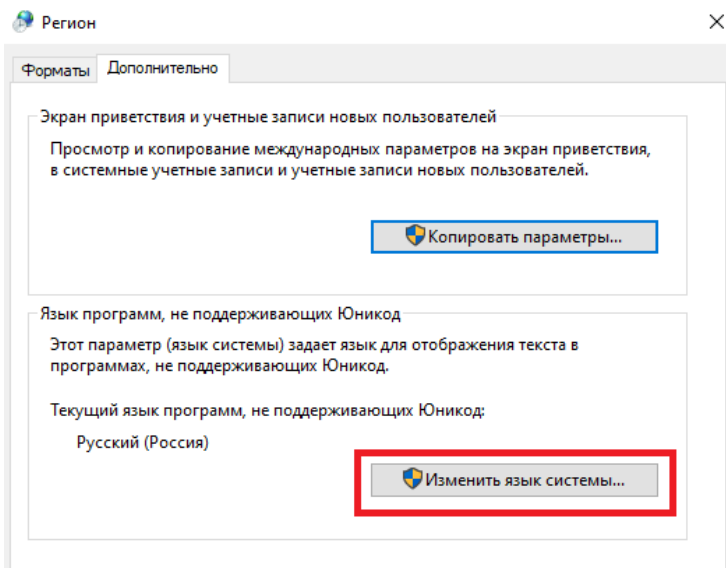 Регион
Форматы Дополнительно
Экран приветствия и учетные записи новых пользователей
Просмотр и копирование международных параметров на экран приветствия,
в системные учетные записи и учетные записи новых пользователей.
Копировать параметры...
Язык программ, не поддерживающих Юникод
Этот параметр (язык системы) задает язык для отображения текста в
программах, не поддерживающих Юникод.
Текущий язык программ, не поддерживающих Юникод:
Русский (Россия)
Изменить язык системы...